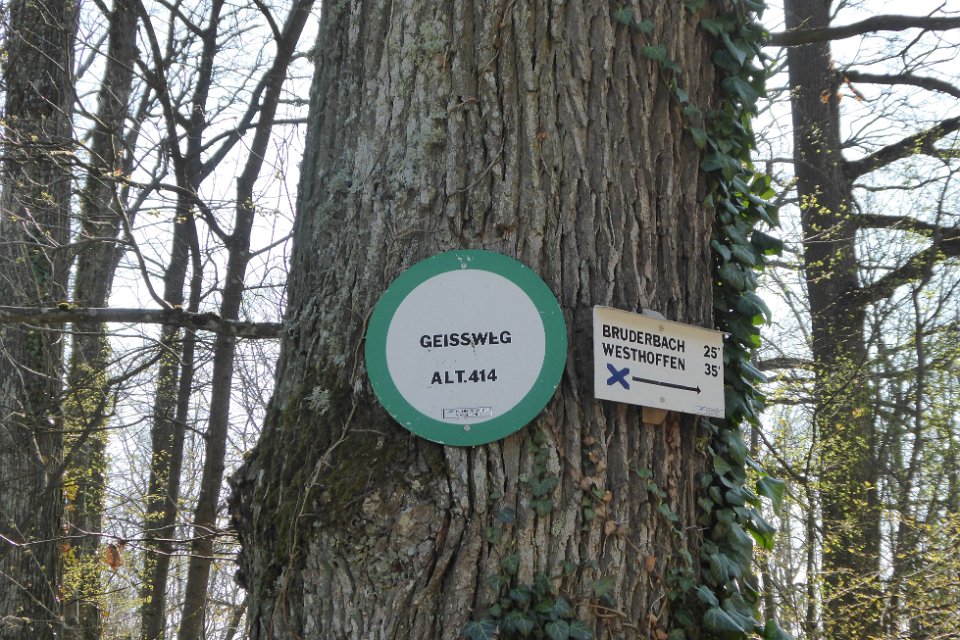 GEISSWEG
ALT.414
BRUDERBACH 25'
WESTHOFFEN 35'